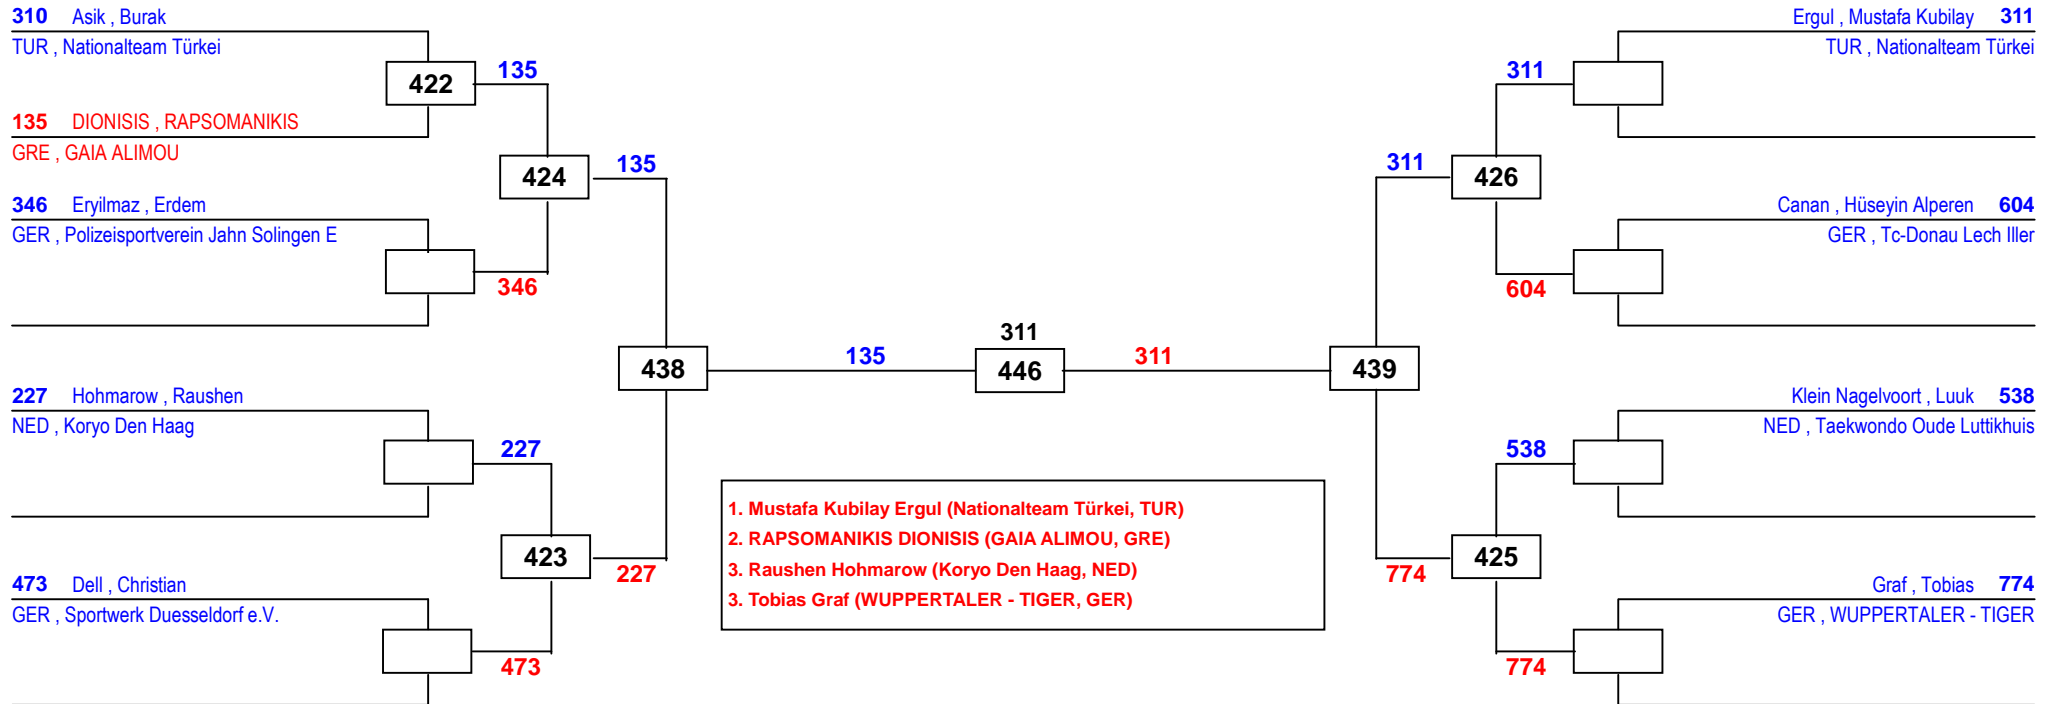 310 Asik , Burak
TUR , Nationalteam Türkei
422
135
135 DIONISIS , RAPSOMANIKIS
GRE , GAIA ALIMOU
424
135
346 Eryilmaz , Erdem
GER , Polizeisportverein Jahn Solingen E
346
438
135
227 Hohmarow , Raushen
NED , Koryo Den Haag
227
423
227
473 Dell , Christian
GER , Sportwerk Duesseldorf e.V.
473
311
446
311
1. Mustafa Kubilay Ergul (Nationalteam Türkei, TUR)
2. RAPSOMANIKIS DIONISIS (GAIA ALIMOU, GRE)
3. Raushen Hohmarow (Koryo Den Haag, NED)
3. Tobias Graf (WUPPERTALER - TIGER, GER)
Ergul , Mustafa Kubilay 311
TUR , Nationalteam Türkei
311
311
426
Canan , Hüseyin Alperen 604
GER , Tc-Donau Lech Iller
604
439
Klein Nagelvoort , Luuk 538
NED , Taekwondo Oude Luttikhuis
538
425
774
Graf , Tobias 774
GER , WUPPERTALER - TIGER
774